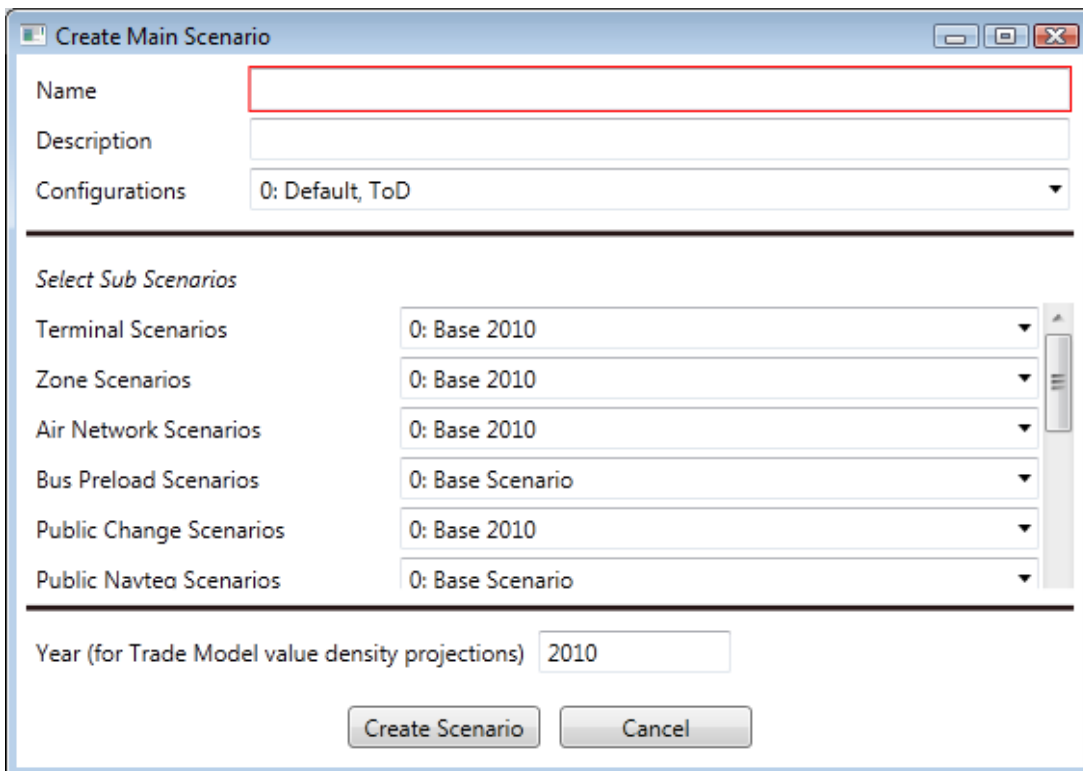 Create Main Scenario
Name
Description
Configurations 0: Default, ToD
Select Sub Scenarios
Terminal Scenarios 0: Base 2010
Zone Scenarios 0: Base 2010
Air Network Scenarios 0: Base 2010
Bus Preload Scenarios 0: Base Scenario
Public Change Scenarios 0: Base 2010
Public Navteq Scenarios 0: Base Scenario
Year (for Trade Model value density projections) 2010
Create Scenario Cancel